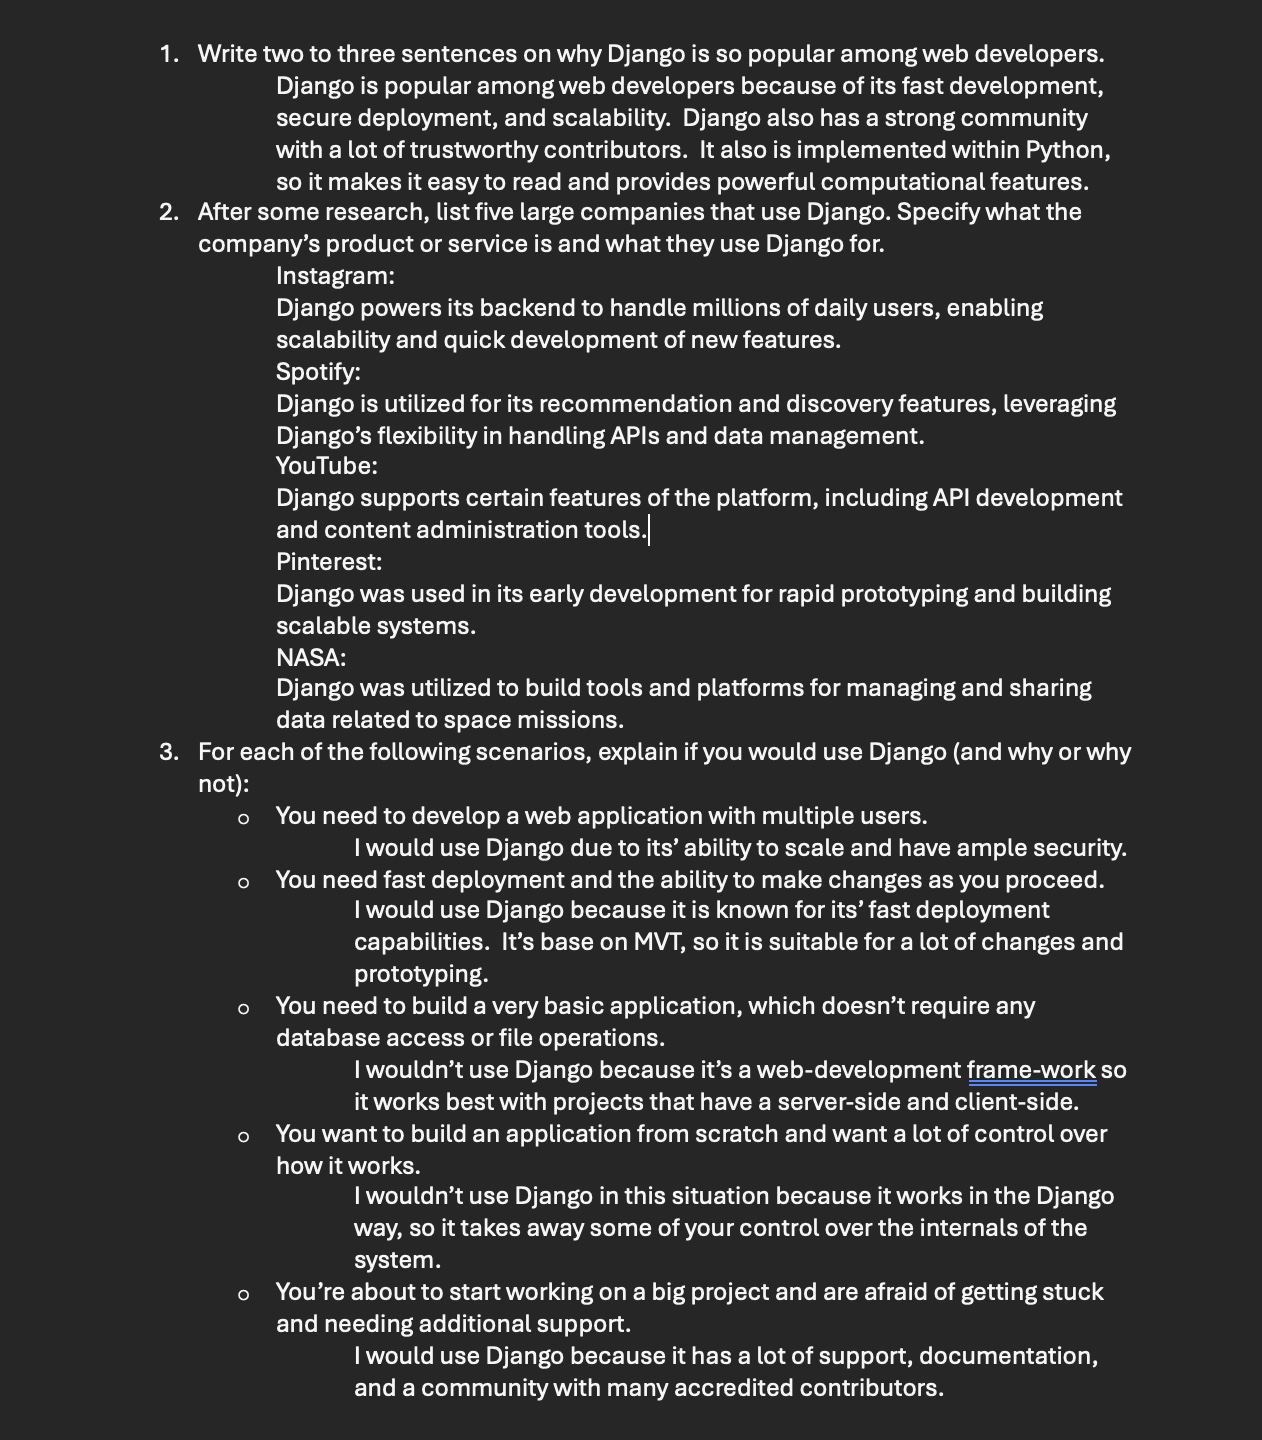 1. Write two to three sentences on why Django is so popular among web developers.
Django is popular among web developers because of its fast development,
secure deployment, and scalability.  Django also has a strong community
with a lot of trustworthy contributors.  It also is implemented within Python,
so it makes it easy to read and provides powerful computational features.
2. After some research, list five large companies that use Django. Specify what the
company’s product or service is and what they use Django for.
Instagram:
Django powers its backend to handle millions of daily users, enabling
scalability and quick development of new features.
Spotify:
Django is utilized for its recommendation and discovery features, leveraging
Django’s flexibility in handling APIs and data management.
YouTube:
Django supports certain features of the platform, including API development
and content administration tools.
Pinterest:
Django was used in its early development for rapid prototyping and building
scalable systems.
NASA:
Django was utilized to build tools and platforms for managing and sharing
data related to space missions.
3. For each of the following scenarios, explain if you would use Django (and why or why
not):
o You need to develop a web application with multiple users.
I would use Django due to its’ ability to scale and have ample security.
o You need fast deployment and the ability to make changes as you proceed.
I would use Django because it is known for its’ fast deployment
capabilities.  It’s base on MVT, so it is suitable for a lot of changes and
prototyping.
o You need to build a very basic application, which doesn’t require any
database access or file operations.
I wouldn’t use Django because it’s a web-development frame-work so
it works best with projects that have a server-side and client-side.
o You want to build an application from scratch and want a lot of control over
how it works.
I wouldn’t use Django in this situation because it works in the Django
way, so it takes away some of your control over the internals of the
system.
o You’re about to start working on a big project and are afraid of getting stuck
and needing additional support.
I would use Django because it has a lot of support, documentation,
and a community with many accredited contributors.